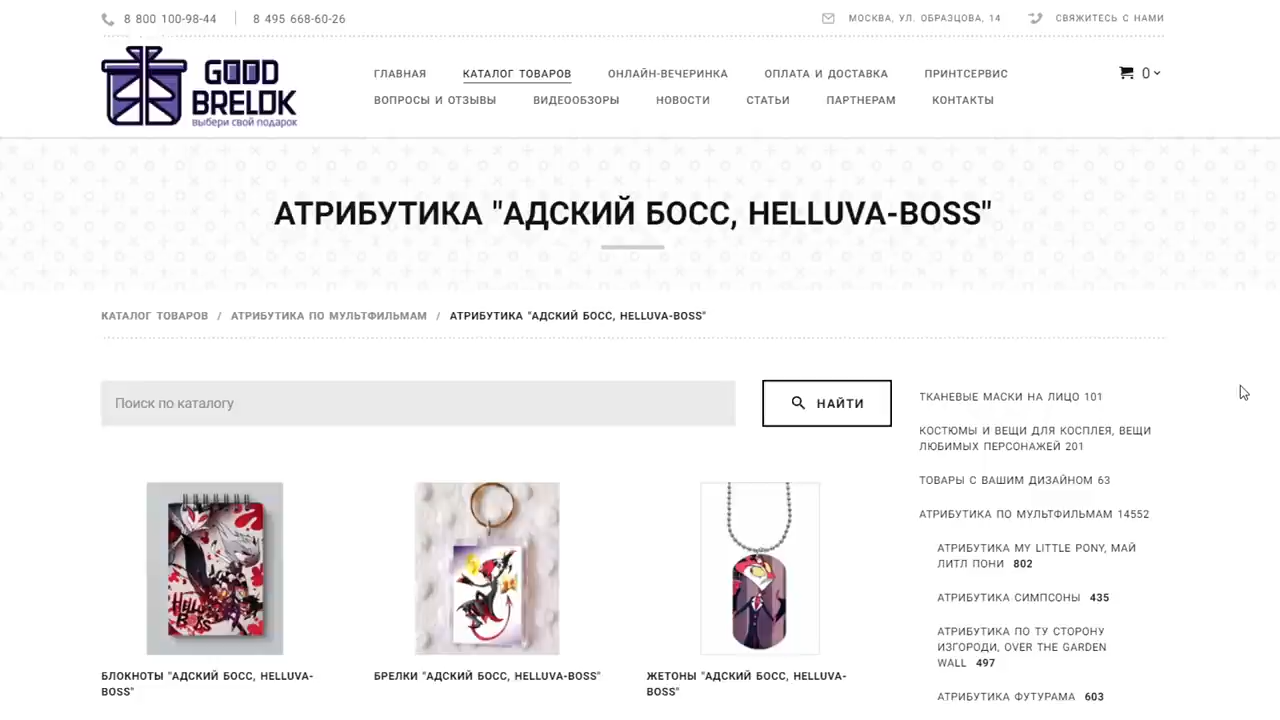 8 800 100-98-44
8 495 668-60-26
МОСКВА, УЛ. ОБРАЗЦОВА, 14
СВЯЖИТЕСЬ С НАМИ
GOOD
BRELOK
выбери свой подарок
ГЛАВНАЯ
КАТАЛОГ ТОВАРОВ
ОНЛАЙН-ВЕЧЕРИНКА
ОПЛАТА И ДОСТАВКА
ПРИНТСЕРВИС
0
ВОПРОСЫ И ОТЗЫВЫ
ВИДЕООБЗОРЫ
НОВОСТИ
СТАТЬИ
ПАРТНЕРАМ
КОНТАКТЫ
АТРИБУТИКА "АДСКИЙ БОСС, HELLUVA-BOSS"
КАТАЛОГ ТОВАРОВ / АТРИБУТИКА ПО МУЛЬТФИЛЬМАМ / АТРИБУТИКА "АДСКИЙ БОСС, HELLUVA-BOSS"
Поиск по каталогу
НАЙТИ
БЛОКНОТЫ "АДСКИЙ БОСС, HELLUVA-
BOSS"
БРЕЛКИ "АДСКИЙ БОСС, HELLUVA-BOSS"
ЖЕТОНЫ "АДСКИЙ БОСС, HELLUVA-
BOSS"
ТКАНЕВЫЕ МАСКИ НА ЛИЦО 101
КОСТЮМЫ И ВЕЩИ ДЛЯ КОСПЛЕЯ, ВЕЩИ
ЛЮБИМЫХ ПЕРСОНАЖЕЙ 201
ТОВАРЫ С ВАШИМ ДИЗАЙНОМ 63
АТРИБУТИКА ПО МУЛЬТФИЛЬМАМ 14552
АТРИБУТИКА MY LITTLE PONY, МАЙ
ЛИТЛ ПОНИ 802
АТРИБУТИКА СИМПСОНЫ 435
АТРИБУТИКА ПО ТУ СТОРОНУ
ИЗГОРОДИ, OVER THE GARDEN
WALL 497
АТРИБУТИКА ФУТУРАМА 603